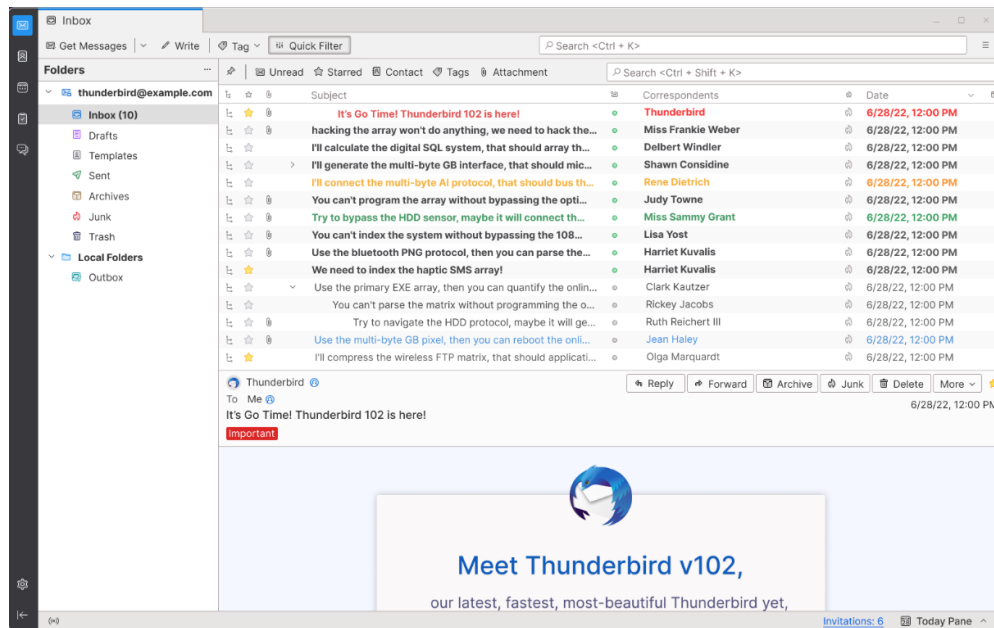 Inbox
Get Messages Write Tag Quick Filter Search <Ctrl + K>
Folders ···
Unread Starred Contact Tags Attachment Search <Ctrl + Shift + K>
thunderbird@example.com
Inbox (10)
Drafts
Templates
Sent
Archives
Junk
Trash
Local Folders
Outbox
Subject Correspondents Date
It's Go Time! Thunderbird 102 is here! Thunderbird 6/28/22, 12:00 PM
hacking the array won't do anything, we need to hack the... Miss Frankie Weber 6/28/22, 12:00 PM
I'll calculate the digital SQL system, that should array th... Delbert Windler 6/28/22, 12:00 PM
I'll generate the multi-byte GB interface, that should mic... Shawn Considine 6/28/22, 12:00 PM
I'll connect the multi-byte AI protocol, that should bus th... Rene Dietrich 6/28/22, 12:00 PM
You can't program the array without bypassing the opti... Judy Towne 6/28/22, 12:00 PM
Try to bypass the HDD sensor, maybe it will connect th... Miss Sammy Grant 6/28/22, 12:00 PM
You can't index the system without bypassing the 108... Lisa Yost 6/28/22, 12:00 PM
Use the bluetooth PNG protocol, then you can parse the... Harriet Kuvalis 6/28/22, 12:00 PM
We need to index the haptic SMS array! Harriet Kuvalis 6/28/22, 12:00 PM
Use the primary EXE array, then you can quantify the onlin... Clark Kautzer 6/28/22, 12:00 PM
You can't parse the matrix without programming the o... Rickey Jacobs 6/28/22, 12:00 PM
Try to navigate the HDD protocol, maybe it will ge... Ruth Reichert III 6/28/22, 12:00 PM
Use the multi-byte GB pixel, then you can reboot the onli... Jean Haley 6/28/22, 12:00 PM
I'll compress the wireless FTP matrix, that should applicati... Olga Marquardt 6/28/22, 12:00 PM
Thunderbird Reply Forward Archive Junk Delete More
To Me 6/28/22, 12:00 PM
It's Go Time! Thunderbird 102 is here!
Important
Meet Thunderbird v102,
our latest, fastest, most-beautiful Thunderbird yet,
Invitations: 6 Today Pane